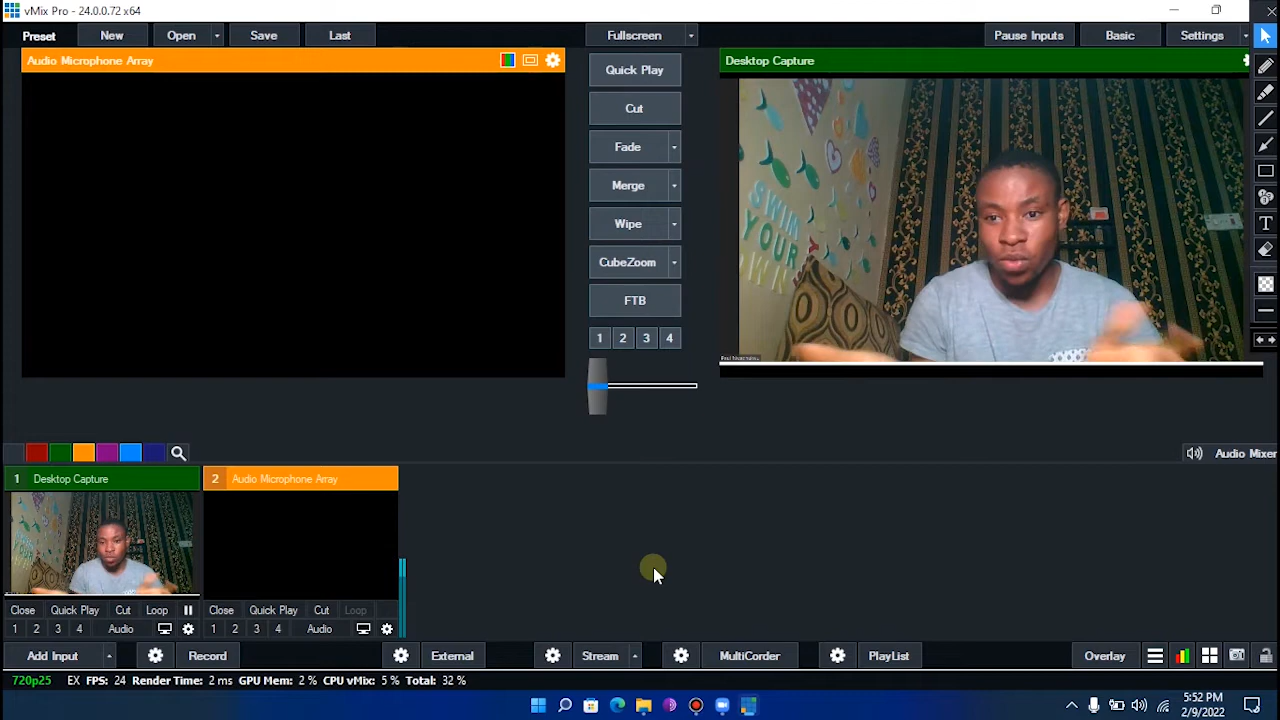 vMix Pro - 24.0.0.72 x64
Preset New Open Save Last Fullscreen Pause Inputs Basic Settings
Audio Microphone Array
Desktop Capture
Quick Play
Cut
Fade
Merge
Wipe
CubeZoom
FTB
1 2 3 4
SWIM
YOUR
WN
Audio Mixer
1 Desktop Capture
2 Audio Microphone Array
Close Quick Play Cut Loop
Close Quick Play Cut Loop
1 2 3 4 Audio
1 2 3 4 Audio
Add Input Record External Stream MultiCorder PlayList Overlay
720p25 EX FPS: 24 Render Time: 2 ms GPU Mem: 2 % CPU vMix: 5 % Total: 32 %
5:52 PM
2/9/2022